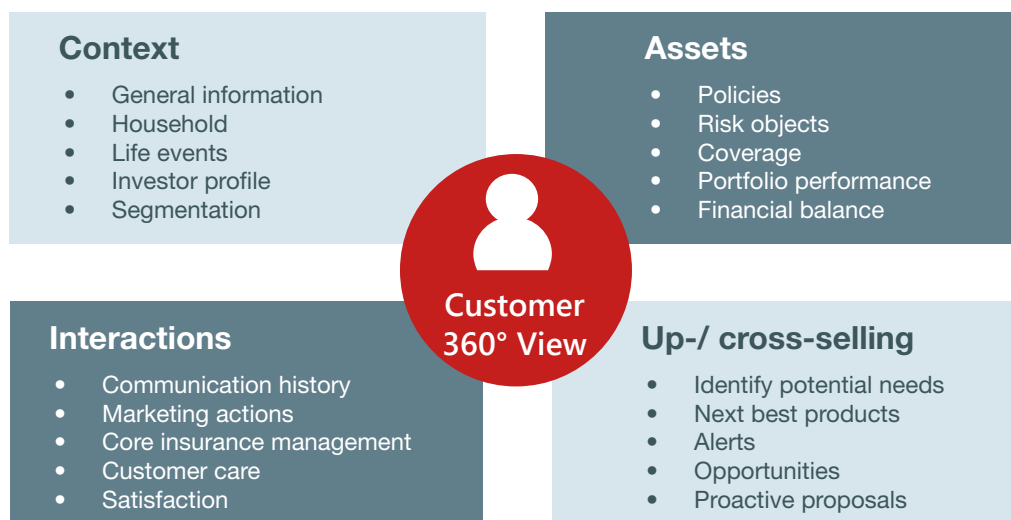 Context
• General information
• Household
• Life events
• Investor profile
• Segmentation
Assets
• Policies
• Risk objects
• Coverage
• Portfolio performance
• Financial balance
Customer
360° View
Interactions
• Communication history
• Marketing actions
• Core insurance management
• Customer care
• Satisfaction
Up-/ cross-selling
• Identify potential needs
• Next best products
• Alerts
• Opportunities
• Proactive proposals